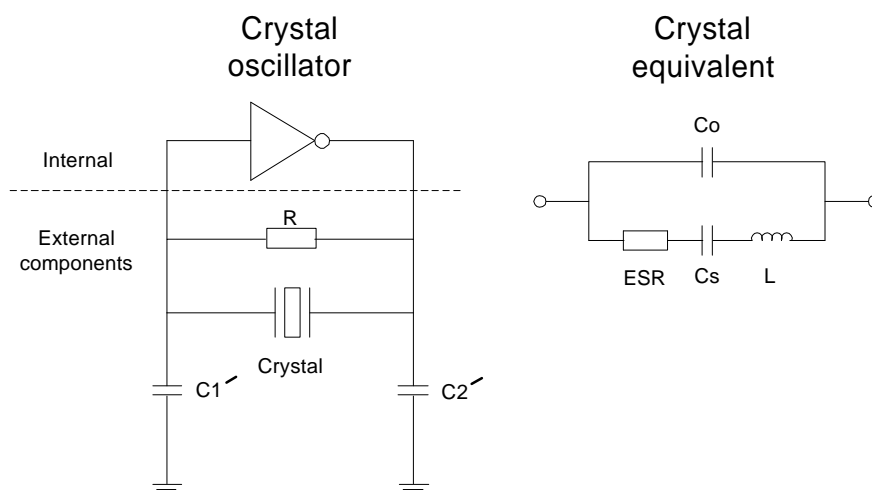 Crystal
oscillator
Internal
External
components
R
Crystal
C1′
C2′
Crystal
equivalent
Co
ESR
Cs
L